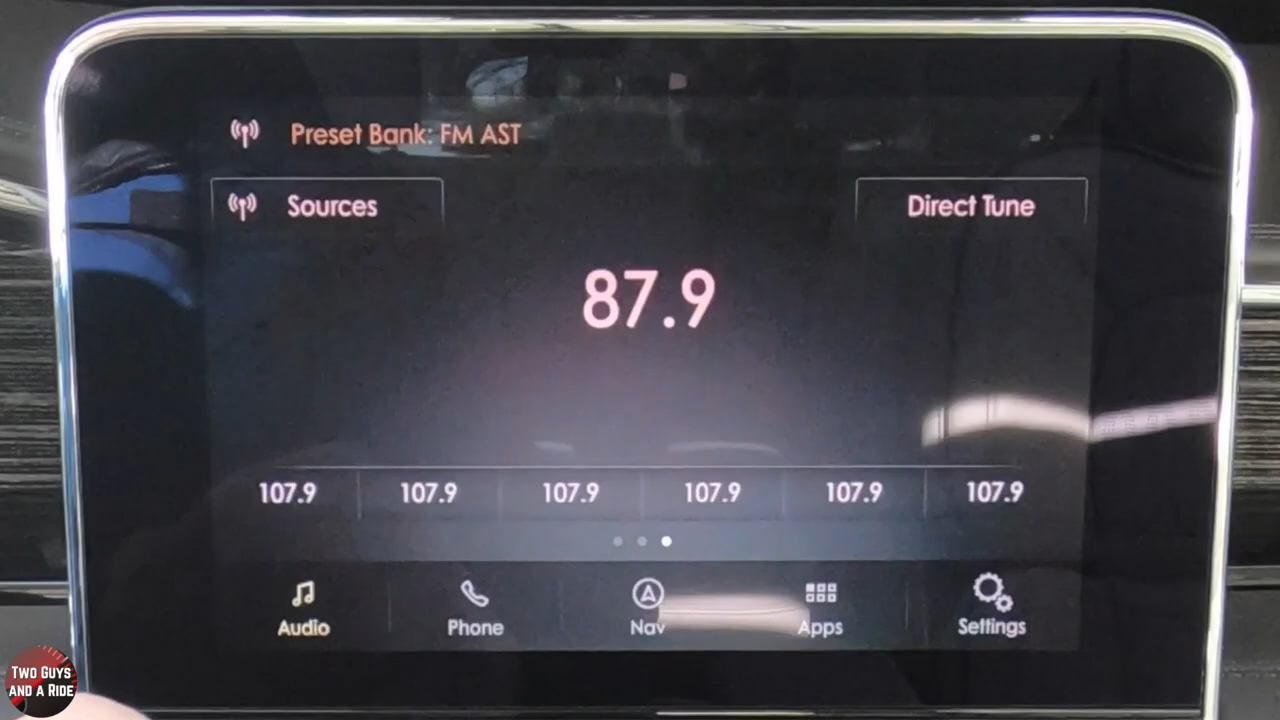 Preset Bank: FM AST
Sources
Direct Tune
87.9
107.9 107.9 107.9 107.9 107.9 107.9
Audio Phone Nav Apps Settings
TWO GUYS
AND A RIDE